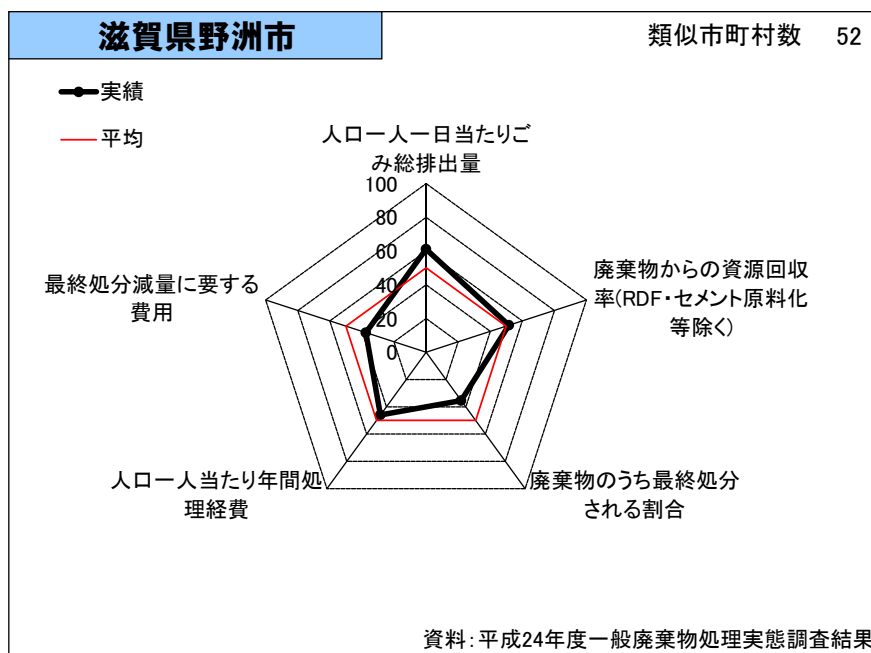 滋賀県野洲市
類似市町村数 52
実績
平均
人口一人一日当たりご
み総排出量
100
80
60
40
20
0
廃棄物からの資源回収
率(RDF・セメント原料化
等除く)
最終処分減量に要する
費用
人口一人当たり年間処
理経費
廃棄物のうち最終処分
される割合
資料:平成24年度一般廃棄物処理実態調査結果